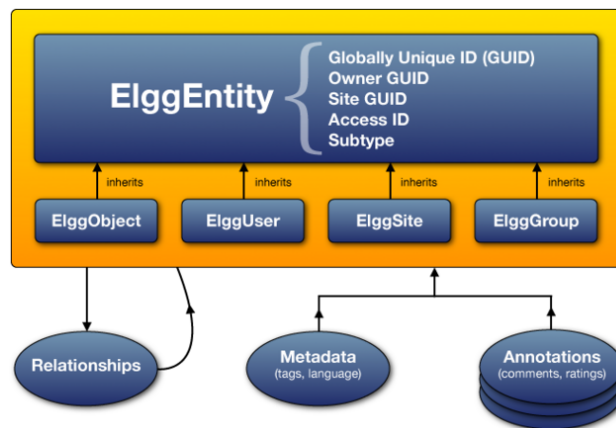 ElggEntity
Globally Unique ID (GUID)
Owner GUID
Site GUID
Access ID
Subtype
inherits
inherits
inherits
inherits
ElggObject
ElggUser
ElggSite
ElggGroup
Relationships
Metadata
(tags, language)
Annotations
(comments, ratings)